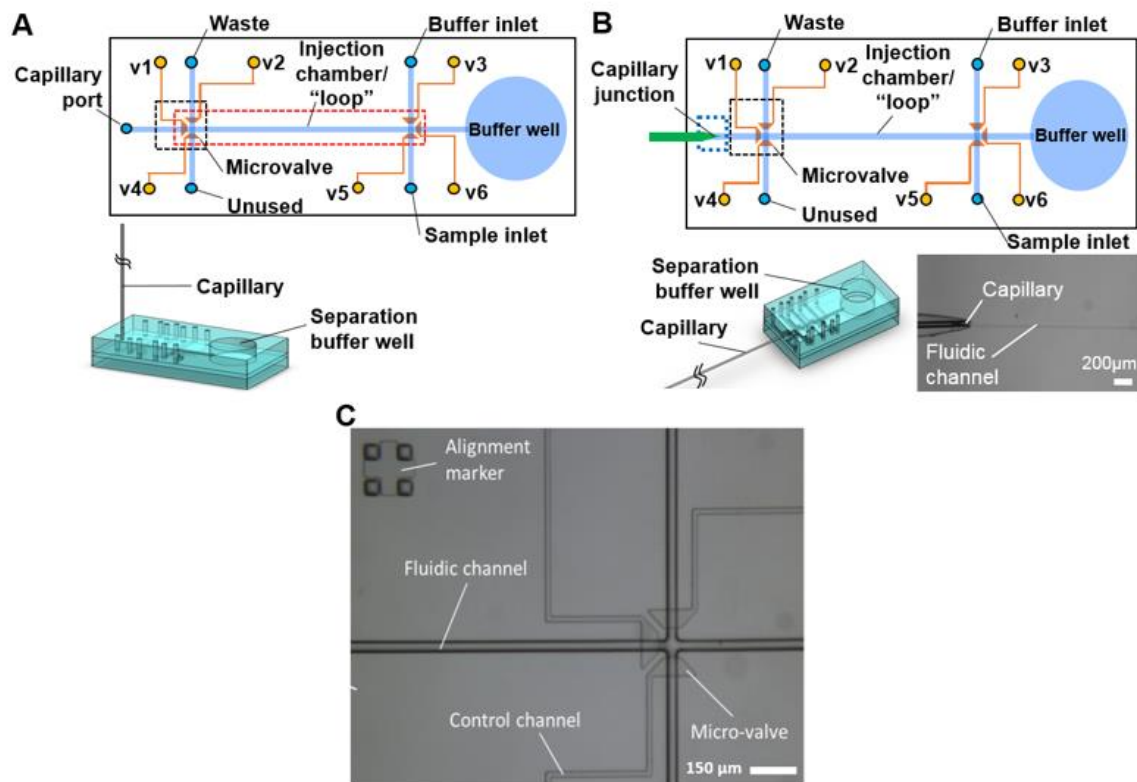 A
Waste
Buffer inlet
v1
v2
Injection
chamber/
“loop”
v3
Capillary
port
Buffer well
Microvalve
v4
v5
v6
Unused
Sample inlet
Capillary
Separation
buffer well
B
Waste
Buffer inlet
v1
v2
Injection
chamber/
“loop”
v3
Capillary
junction
Buffer well
Microvalve
v4
v5
v6
Unused
Sample inlet
Separation
buffer well
Capillary
Capillary
Fluidic
channel
200µm
C
Alignment
marker
Fluidic channel
Control channel
Micro-valve
150 µm